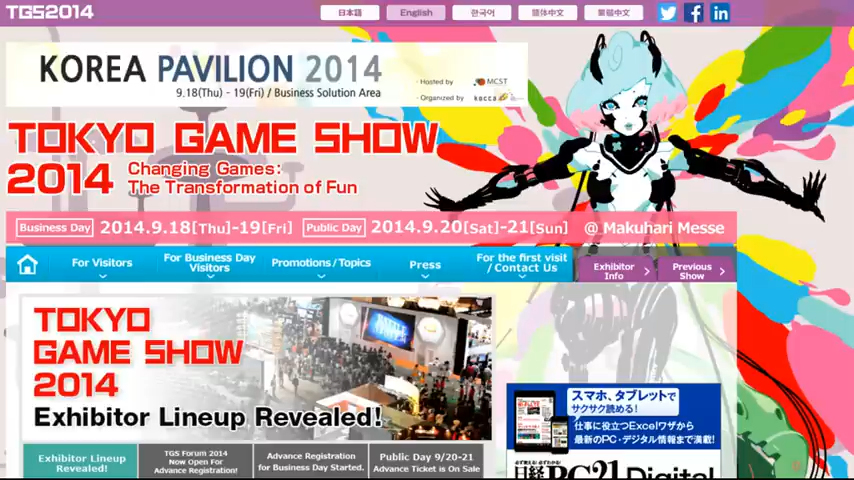 TGS2014
日本語 English 한국어 簡体中文 繁體中文
KOREA PAVILION 2014
9.18(Thu) - 19(Fri) / Business Solution Area
· Hosted by MCST
· Organized by kocca
TOKYO GAME SHOW
2014 Changing Games:
The Transformation of Fun
Business Day 2014.9.18[Thu]-19[Fri] Public Day 2014.9.20[Sat]-21[Sun] @ Makuhari Messe
For Visitors
For Business Day
Visitors
Promotions / Topics
Press
For the first visit
/ Contact Us
Exhibitor
Info
Previous
Show
TOKYO
GAME SHOW
2014
Exhibitor Lineup Revealed!
スマホ、タブレットで
サクサク読める!
仕事に役立つExcelワザから
最新のPC・デジタル情報まで満載!
日経PC21 Digital
Exhibitor Lineup
Revealed!
TGS Forum 2014
Now Open For
Advance Registration!
Advance Registration
for Business Day Started.
Public Day 9/20-21
Advance Ticket is On Sale